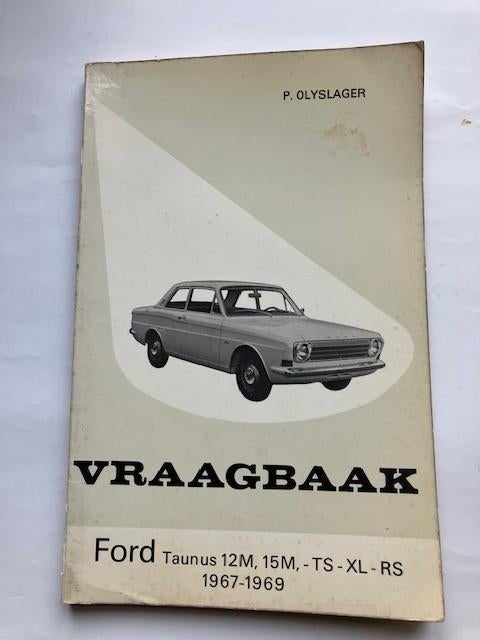 P. OLYSLAGER
VRAAGBAAK
Ford Taunus 12M, 15M, - TS - XL - RS
1967-1969